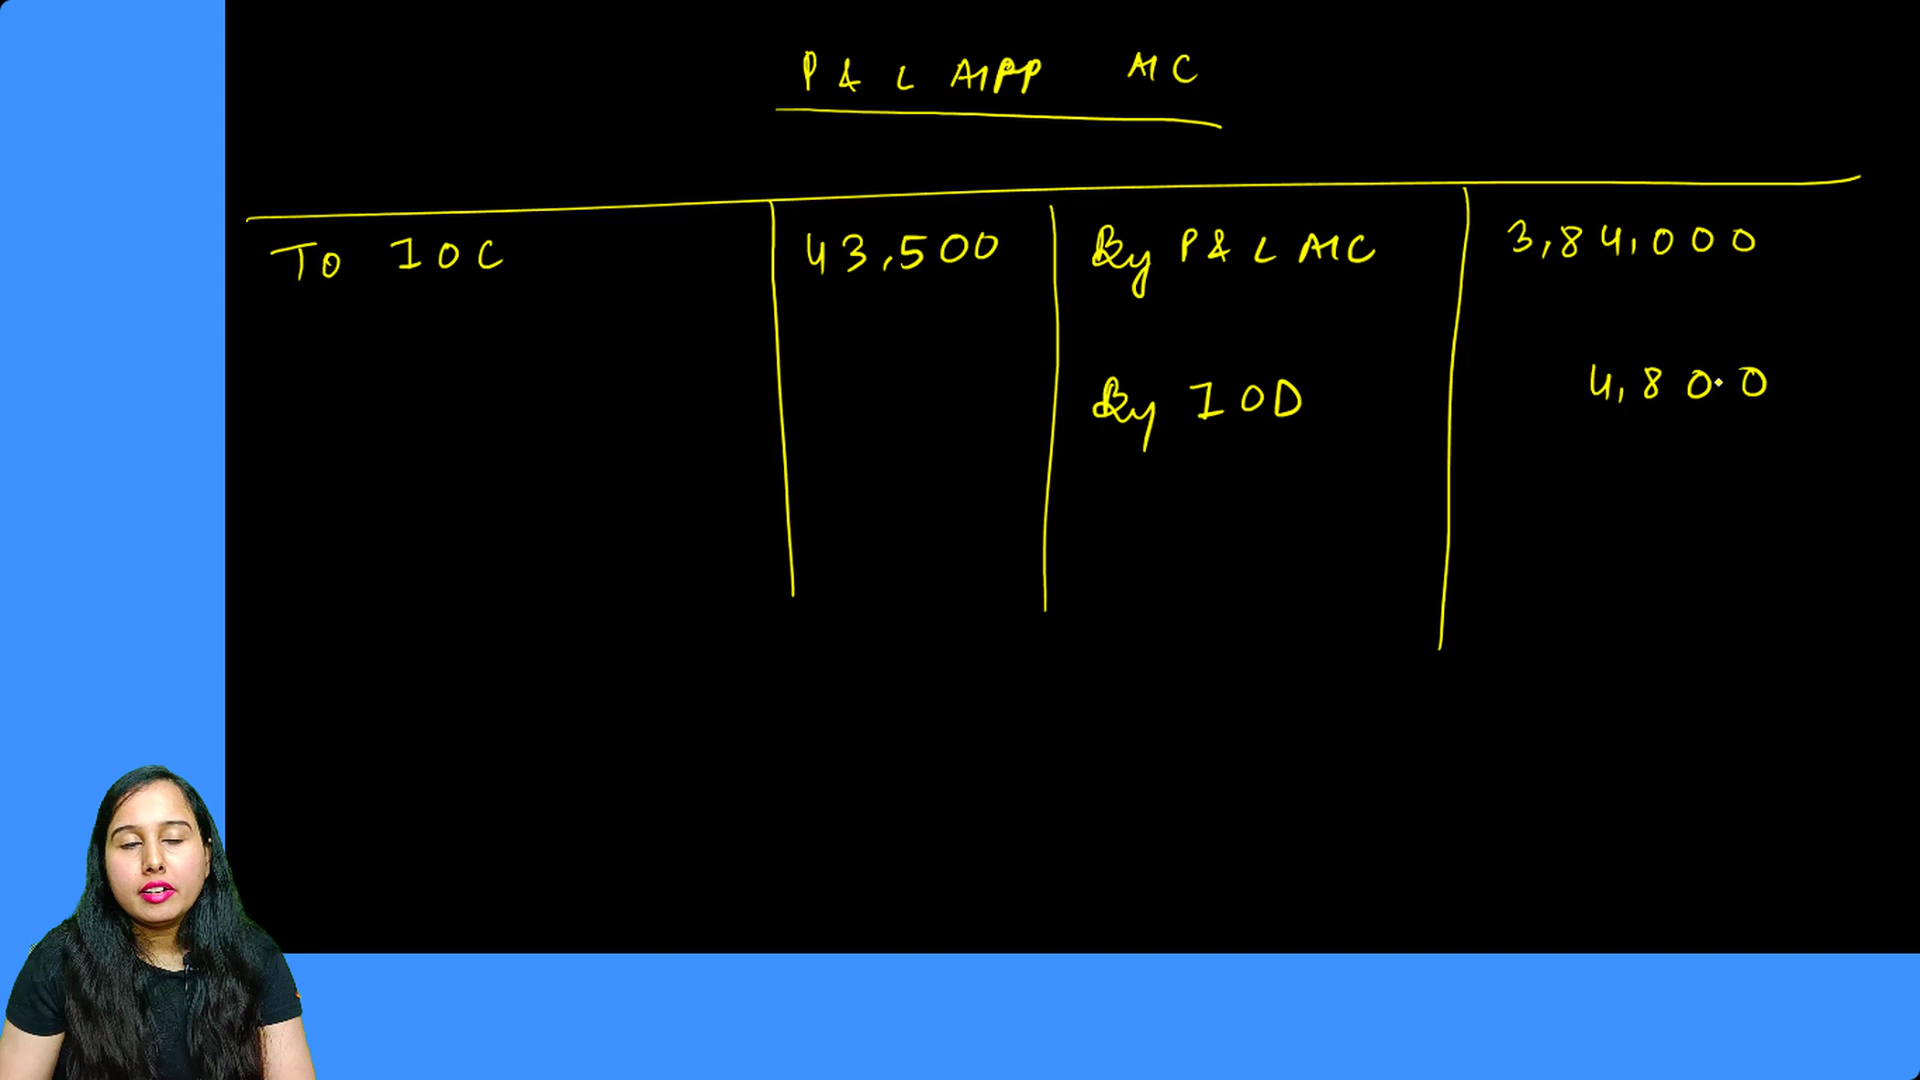 P & L APP A/C
To IOC 43,500 By P & L A/C 3,84,000
By IOD 4,800